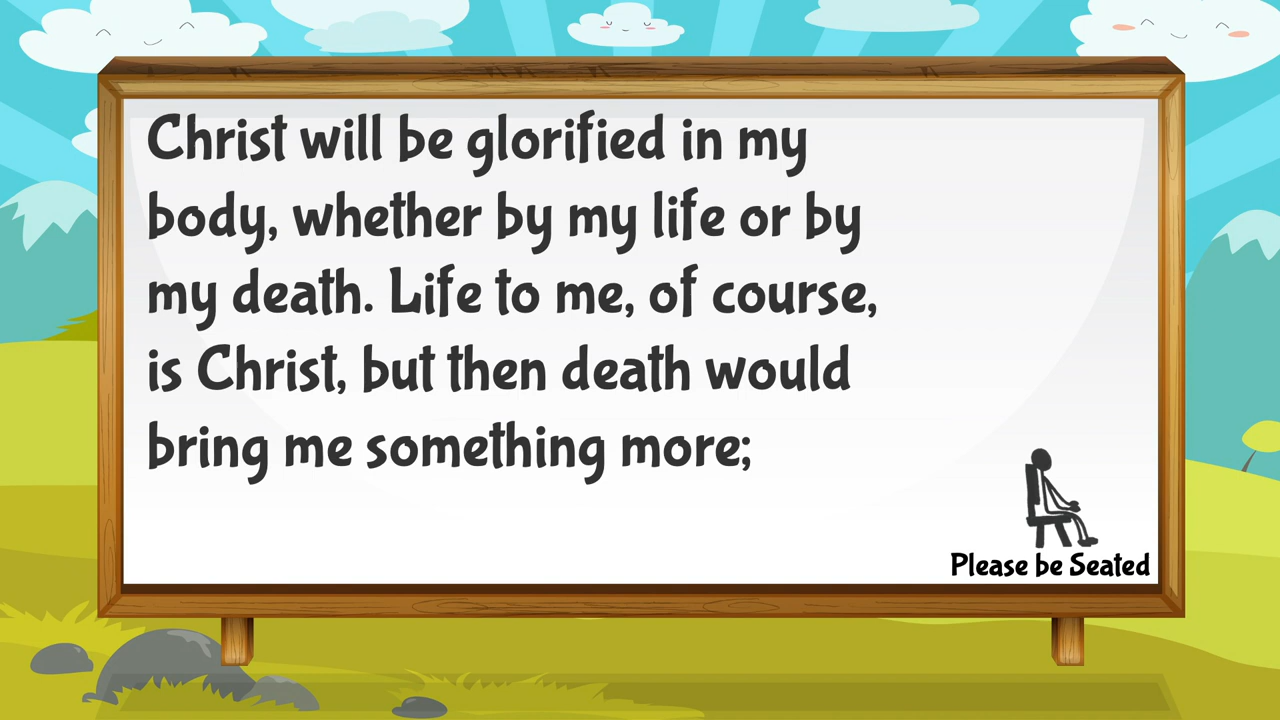 Christ will be glorified in my
body, whether by my life or by
my death. Life to me, of course,
is Christ, but then death would
bring me something more;
Please be Seated